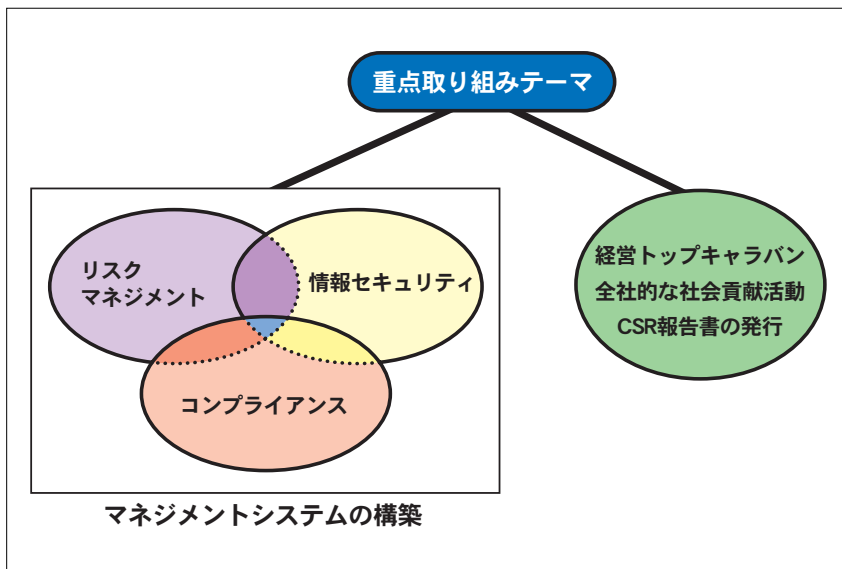 重点取り組みテーマ
リスク
マネジメント
情報セキュリティ
コンプライアンス
マネジメントシステムの構築
経営トップキャラバン
全社的な社会貢献活動
CSR報告書の発行